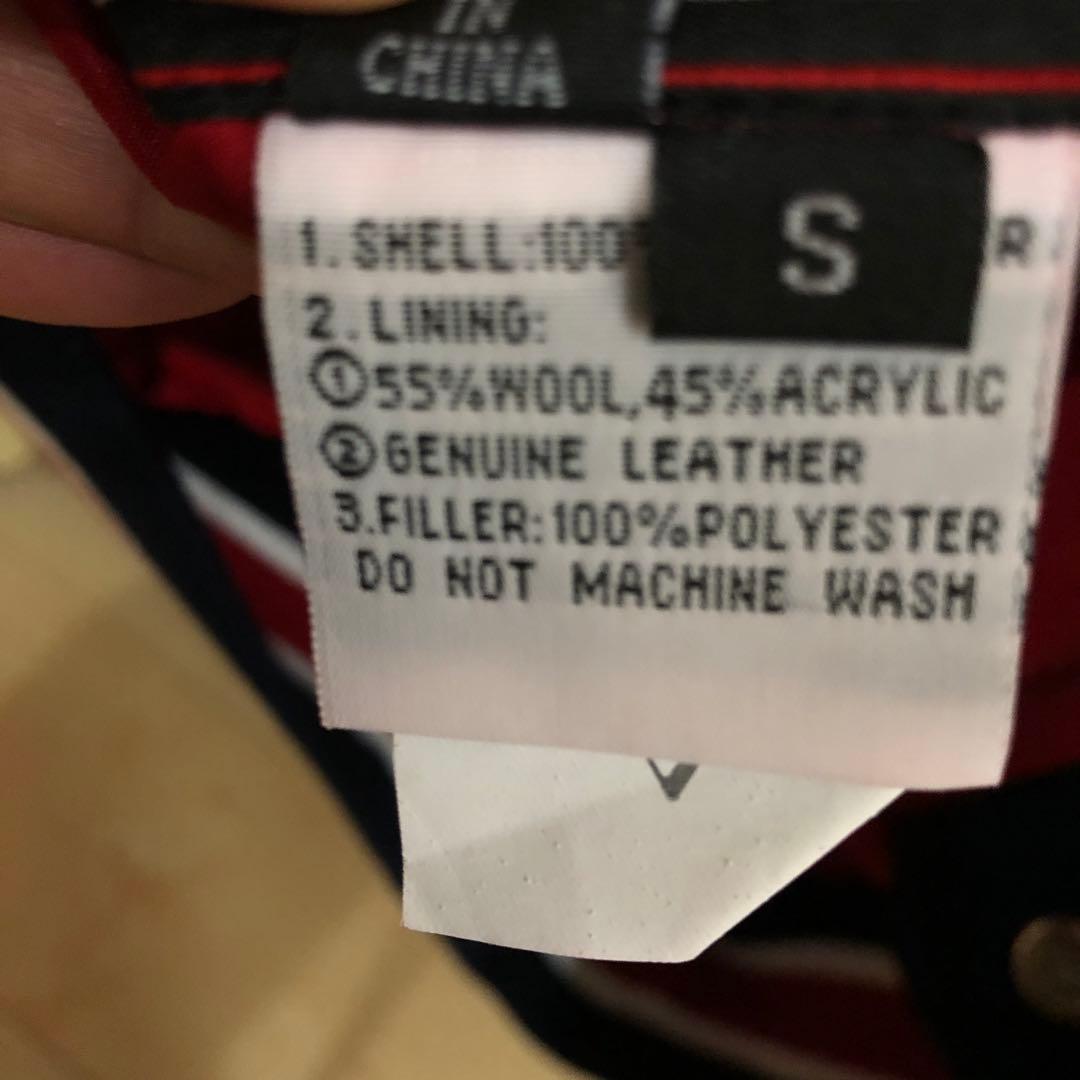 IN
CHINA
S
1. SHELL:100 R
2. LINING:
①55%WOOL,45%ACRYLIC
②GENUINE LEATHER
3.FILLER:100%POLYESTER
DO NOT MACHINE WASH